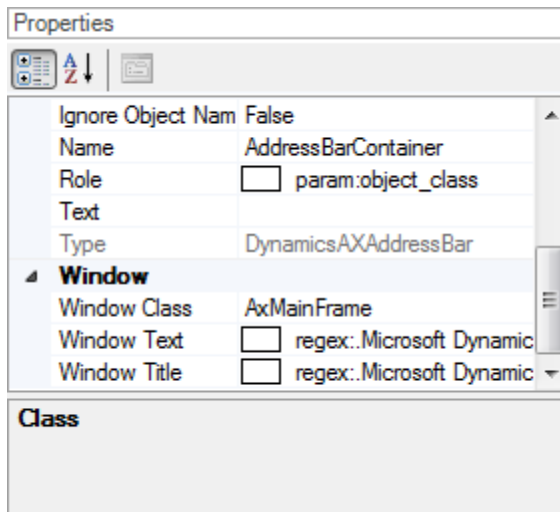 Properties
A
Z
Ignore Object Nam False
Name AddressBarContainer
Role param:object_class
Text
Type DynamicsAXAddressBar
Window
Window Class AxMainFrame
Window Text regex:.Microsoft Dynamic
Window Title regex:.Microsoft Dynamic
Class